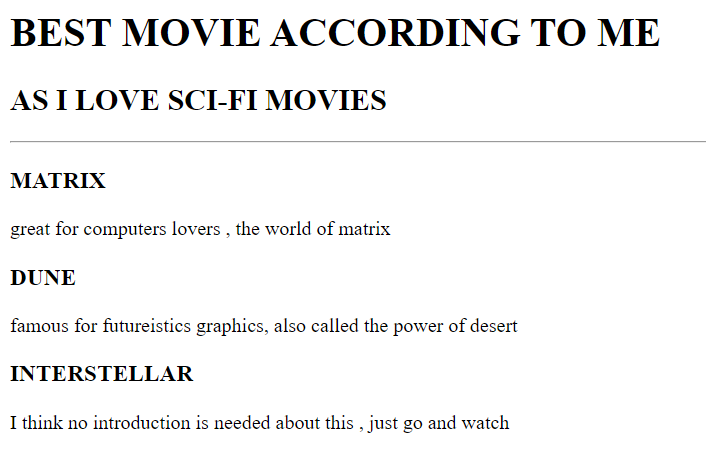 BEST MOVIE ACCORDING TO ME
AS I LOVE SCI-FI MOVIES
MATRIX
great for computers lovers , the world of matrix
DUNE
famous for futureistics graphics, also called the power of desert
INTERSTELLAR
I think no introduction is needed about this , just go and watch